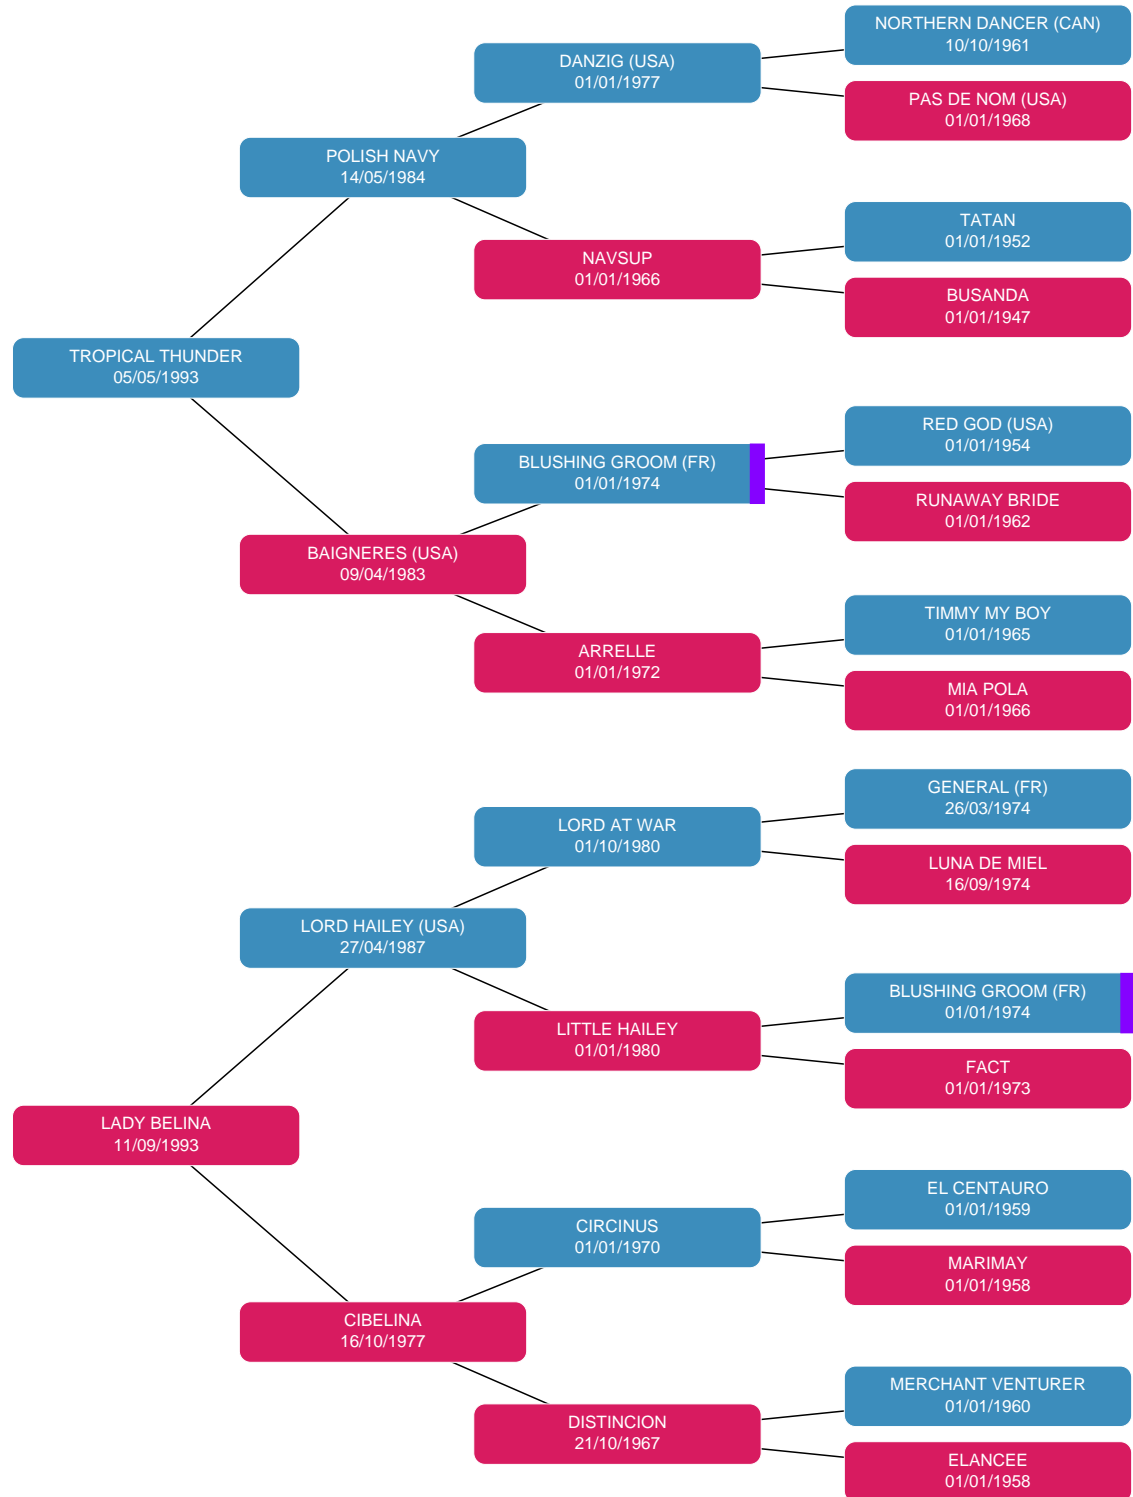 NORTHERN DANCER (CAN)
10/10/1961
DANZIG (USA)
01/01/1977
PAS DE NOM (USA)
01/01/1968
POLISH NAVY
14/05/1984
TATAN
01/01/1952
NAVSUP
01/01/1966
BUSANDA
01/01/1947
TROPICAL THUNDER
05/05/1993
RED GOD (USA)
01/01/1954
BLUSHING GROOM (FR)
01/01/1974
RUNAWAY BRIDE
01/01/1962
BAIGNERES (USA)
09/04/1983
TIMMY MY BOY
01/01/1965
ARRELLE
01/01/1972
MIA POLA
01/01/1966
GENERAL (FR)
26/03/1974
LORD AT WAR
01/10/1980
LUNA DE MIEL
16/09/1974
LORD HAILEY (USA)
27/04/1987
BLUSHING GROOM (FR)
01/01/1974
LITTLE HAILEY
01/01/1980
FACT
01/01/1973
LADY BELINA
11/09/1993
EL CENTAURO
01/01/1959
CIRCINUS
01/01/1970
MARIMAY
01/01/1958
CIBELINA
16/10/1977
MERCHANT VENTURER
01/01/1960
DISTINCION
21/10/1967
ELANCEE
01/01/1958